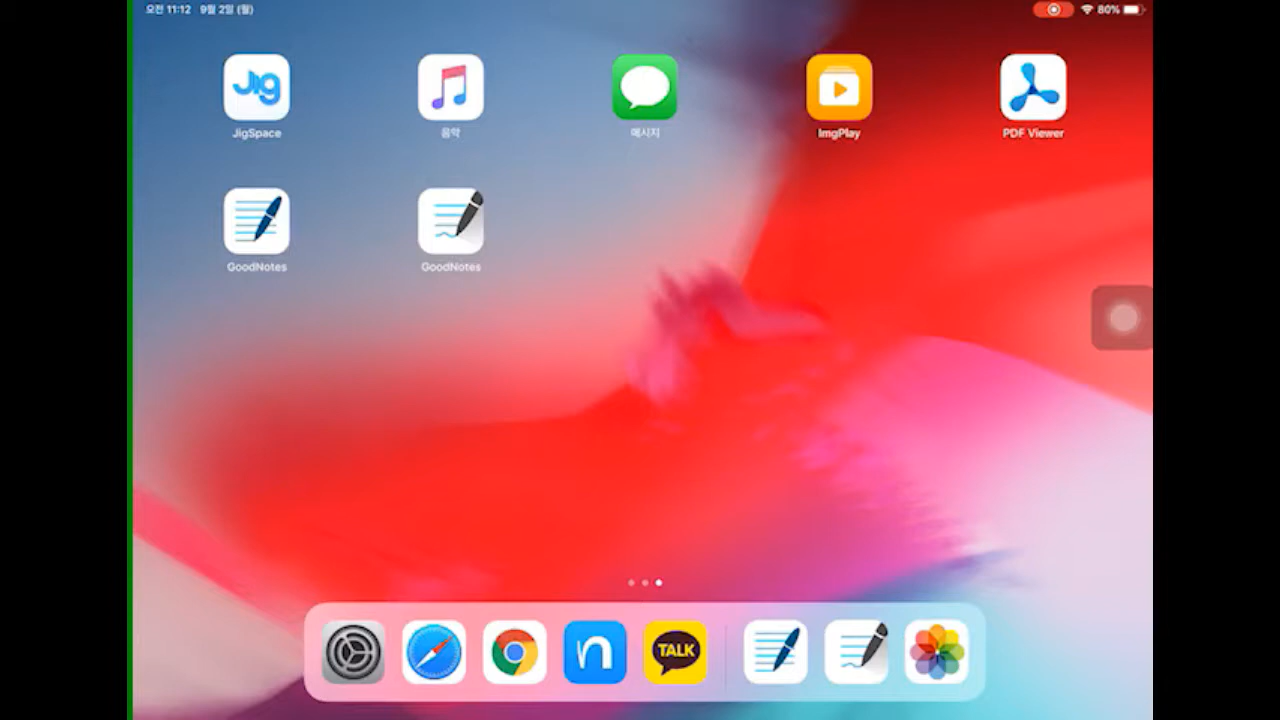 오전 11:12 9월 2일 (월)
80%
Jig
JigSpace
음악
메시지
ImgPlay
PDF Viewer
GoodNotes
GoodNotes
n
TALK